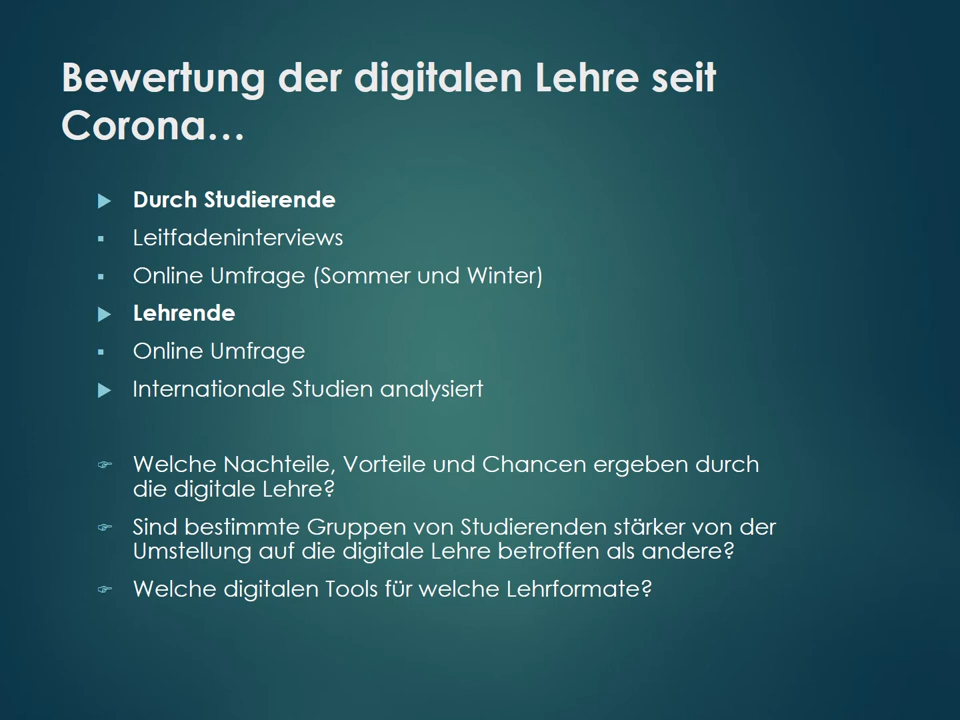 Bewertung der digitalen Lehre seit
Corona…
Durch Studierende
Leitfadeninterviews
Online Umfrage (Sommer und Winter)
Lehrende
Online Umfrage
Internationale Studien analysiert
Welche Nachteile, Vorteile und Chancen ergeben durch
die digitale Lehre?
Sind bestimmte Gruppen von Studierenden stärker von der
Umstellung auf die digitale Lehre betroffen als andere?
Welche digitalen Tools für welche Lehrformate?